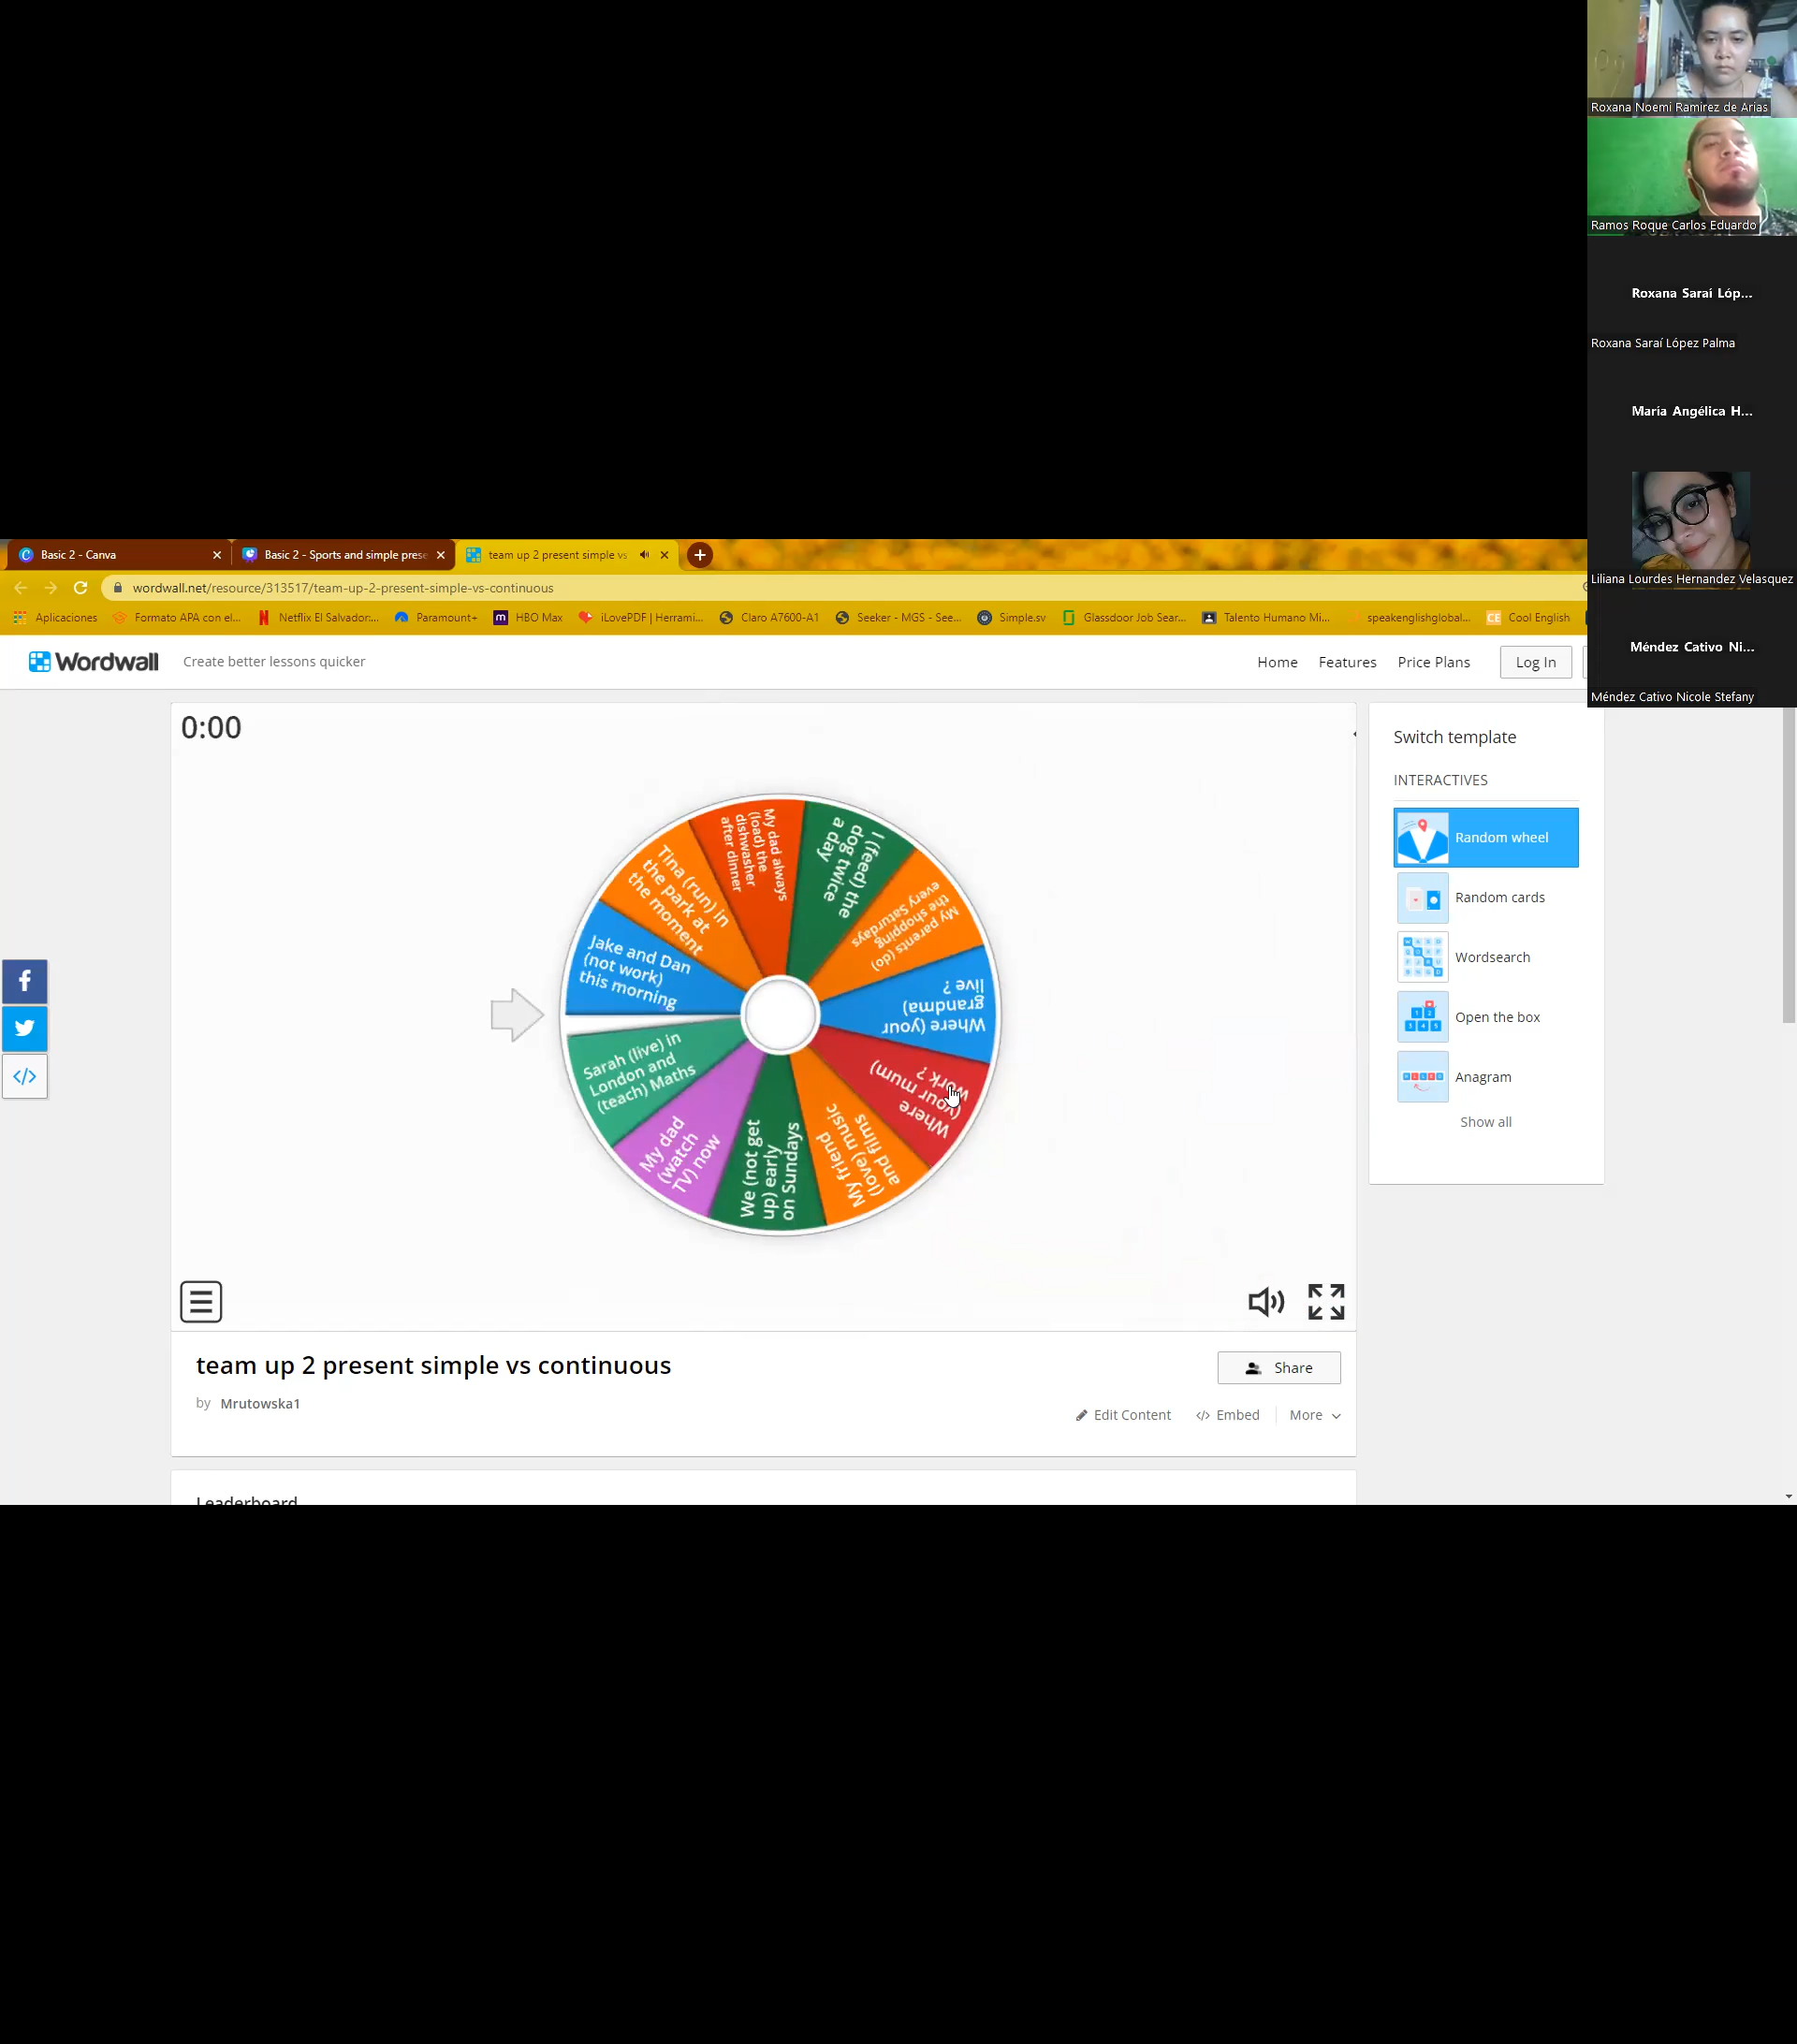 Roxana Noemi Ramirez de Arias
Ramos Roque Carlos Eduardo
Roxana Saraí Lóp...
Roxana Saraí López Palma
María Angélica H...
Liliana Lourdes Hernandez Velasquez
Méndez Cativo Ni...
Méndez Cativo Nicole Stefany
Basic 2 - Canva
Basic 2 - Sports and simple prese
team up 2 present simple vs
wordwall.net/resource/313517/team-up-2-present-simple-vs-continuous
Aplicaciones
Formato APA con el...
Netflix El Salvador:...
Paramount+
HBO Max
iLovePDF | Herrami...
Claro A7600-A1
Seeker - MGS - See...
Simple.sv
Glassdoor Job Sear...
Talento Humano Mi...
speakenglishglobal...
CE
Cool English
Wordwall
Create better lessons quicker
Home
Features
Price Plans
Log In
0:00
My dad always
(load) the
dishwasher
after dinner
I (feed) the
dog twice
a day
My parents (do)
the shopping
every Saturdays
Where (your
grandma)
live ?
Where
(your mum)
work ?
My friend
(love) music
and films
We (not get
up) early
on Sundays
My dad
(watch
TV) now
Sarah (live) in
London and
(teach) Maths
Jake and Dan
(not work)
this morning
Tina (run) in
the park at
the moment
Switch template
INTERACTIVES
Random wheel
Random cards
Wordsearch
Open the box
Anagram
Show all
team up 2 present simple vs continuous
by Mrutowska1
Share
Edit Content
</> Embed
More
Leaderboard